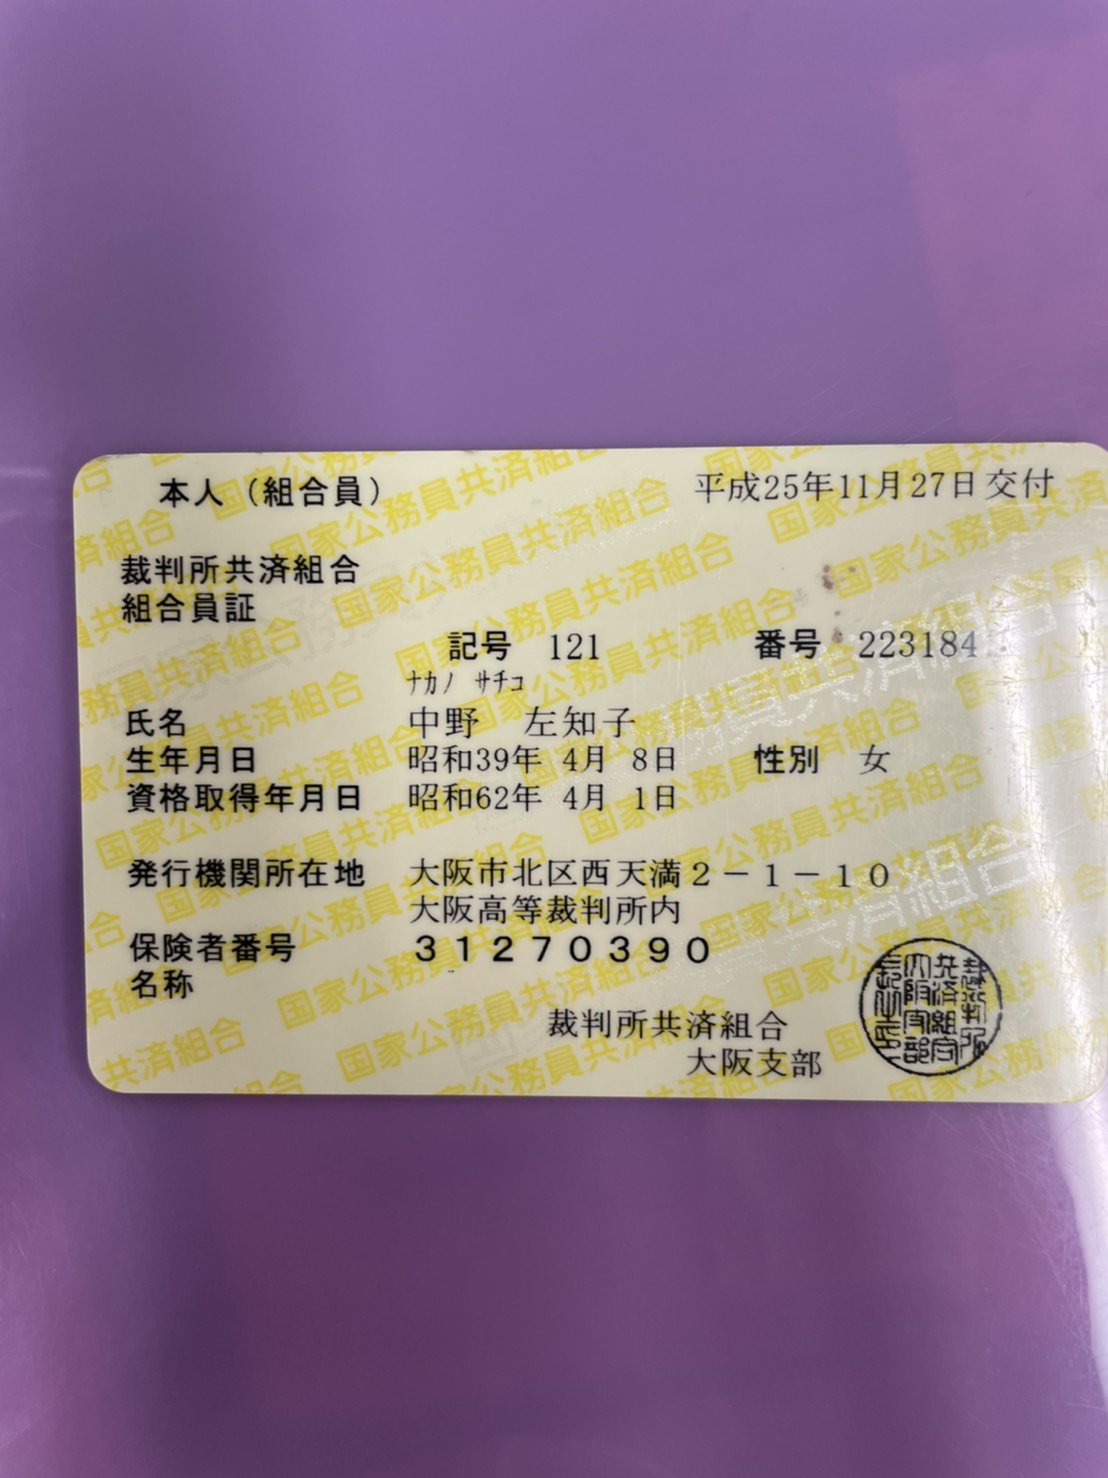 本人（組合員） 平成25年11月27日交付
裁判所共済組合
組合員証
記号 121 番号 223184
ﾅｶﾉ ｻﾁｺ
氏名 中野 左知子
生年月日 昭和39年 4月 8日 性別 女
資格取得年月日 昭和62年 4月 1日
発行機関所在地 大阪市北区西天満２－１－１０
大阪高等裁判所内
保険者番号 ３１２７０３９０
名称
裁判所共済組合
大阪支部
国家公務員共済組合